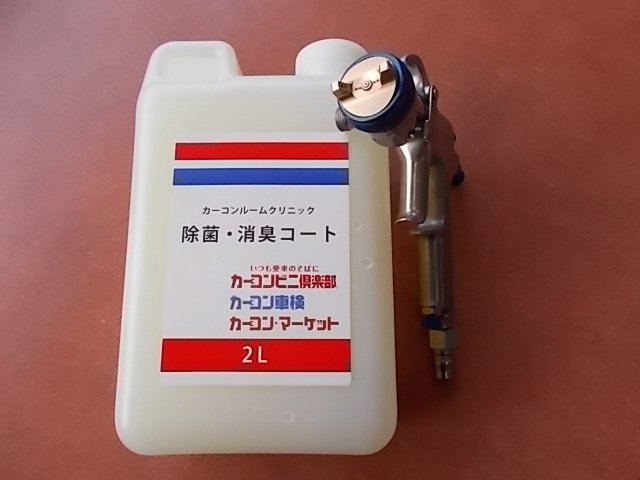 カーコンルームクリニック
除菌・消臭コート
いつも愛車のそばに
カーコンビニ倶楽部
カーコン車検
カーコン・マーケット
2L